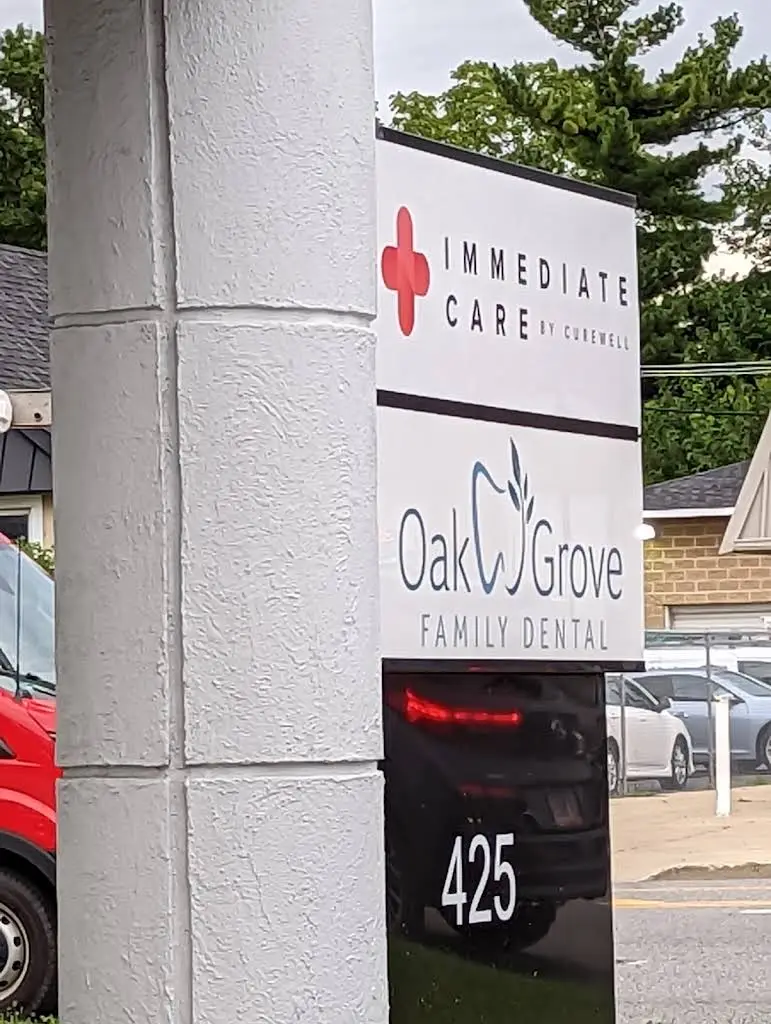 IMMEDIATE
CARE BY CUREWELL
Oak Grove
FAMILY DENTAL
425